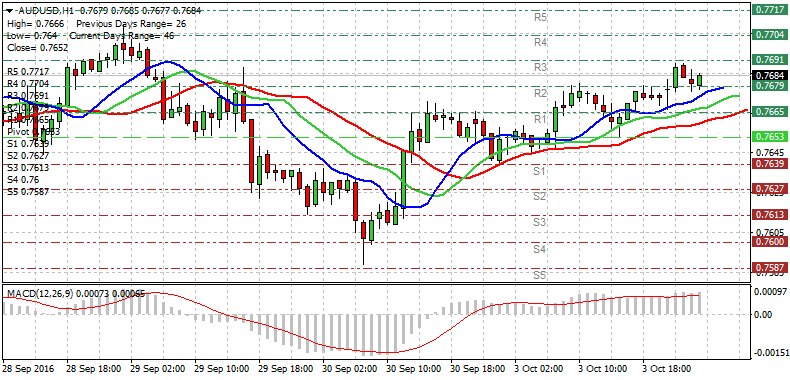 AUDUSD,H1 0.7679 0.7685 0.7677 0.7684
High= 0.7666 Previous Days Range= 26
Low= 0.764 Current Days Range= 46
Close= 0.7652
R5 0.7717
R4 0.7704
R3 0.7691
R2 0.7679
R1 0.7665
Pivot 0.7653
S1 0.7639
S2 0.7627
S3 0.7613
S4 0.76
S5 0.7587
R5
R4
R3
R2
R1
S1
S2
S3
S4
S5
0.7717
0.7704
0.7691
0.7684
0.7679
0.7665
0.7653
0.7645
0.7639
0.7627
0.7613
0.7605
0.7600
0.7587
MACD(12,26,9) 0.00073 0.00065
0.00097
0.00
-0.00151
28 Sep 2016
28 Sep 18:00
29 Sep 02:00
29 Sep 10:00
29 Sep 18:00
30 Sep 02:00
30 Sep 10:00
30 Sep 18:00
3 Oct 02:00
3 Oct 10:00
3 Oct 18:00